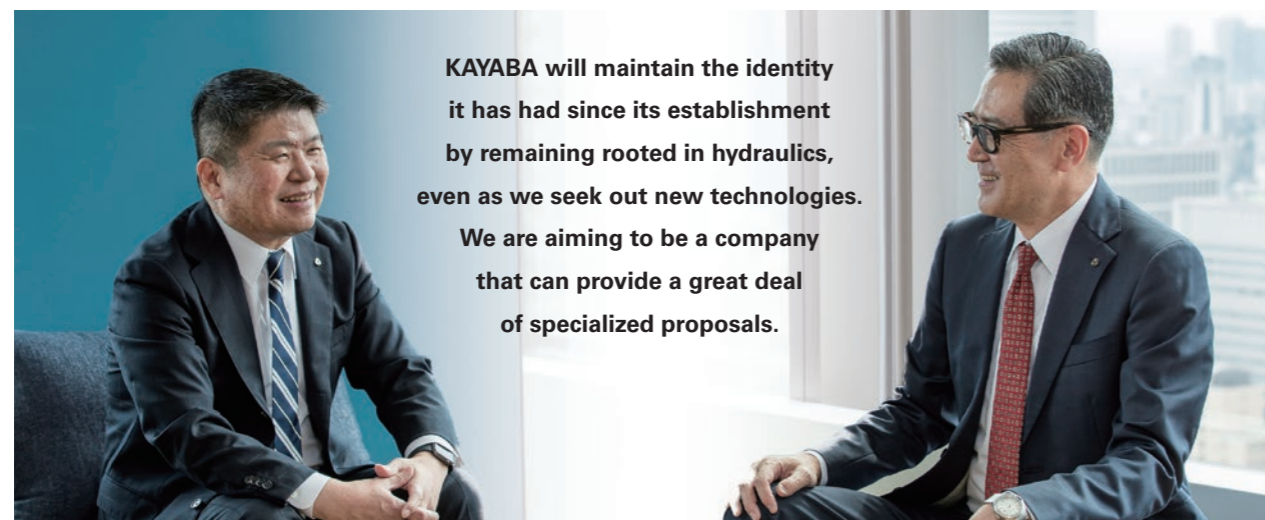 KAYABA will maintain the identity
it has had since its establishment
by remaining rooted in hydraulics,
even as we seek out new technologies.
We are aiming to be a company
that can provide a great deal
of specialized proposals.